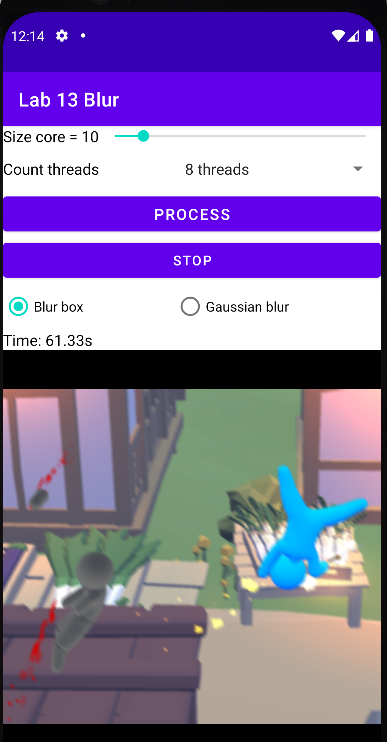 12:14
Lab 13 Blur
Size core = 10
Count threads 8 threads
PROCESS
STOP
Blur box Gaussian blur
Time: 61.33s